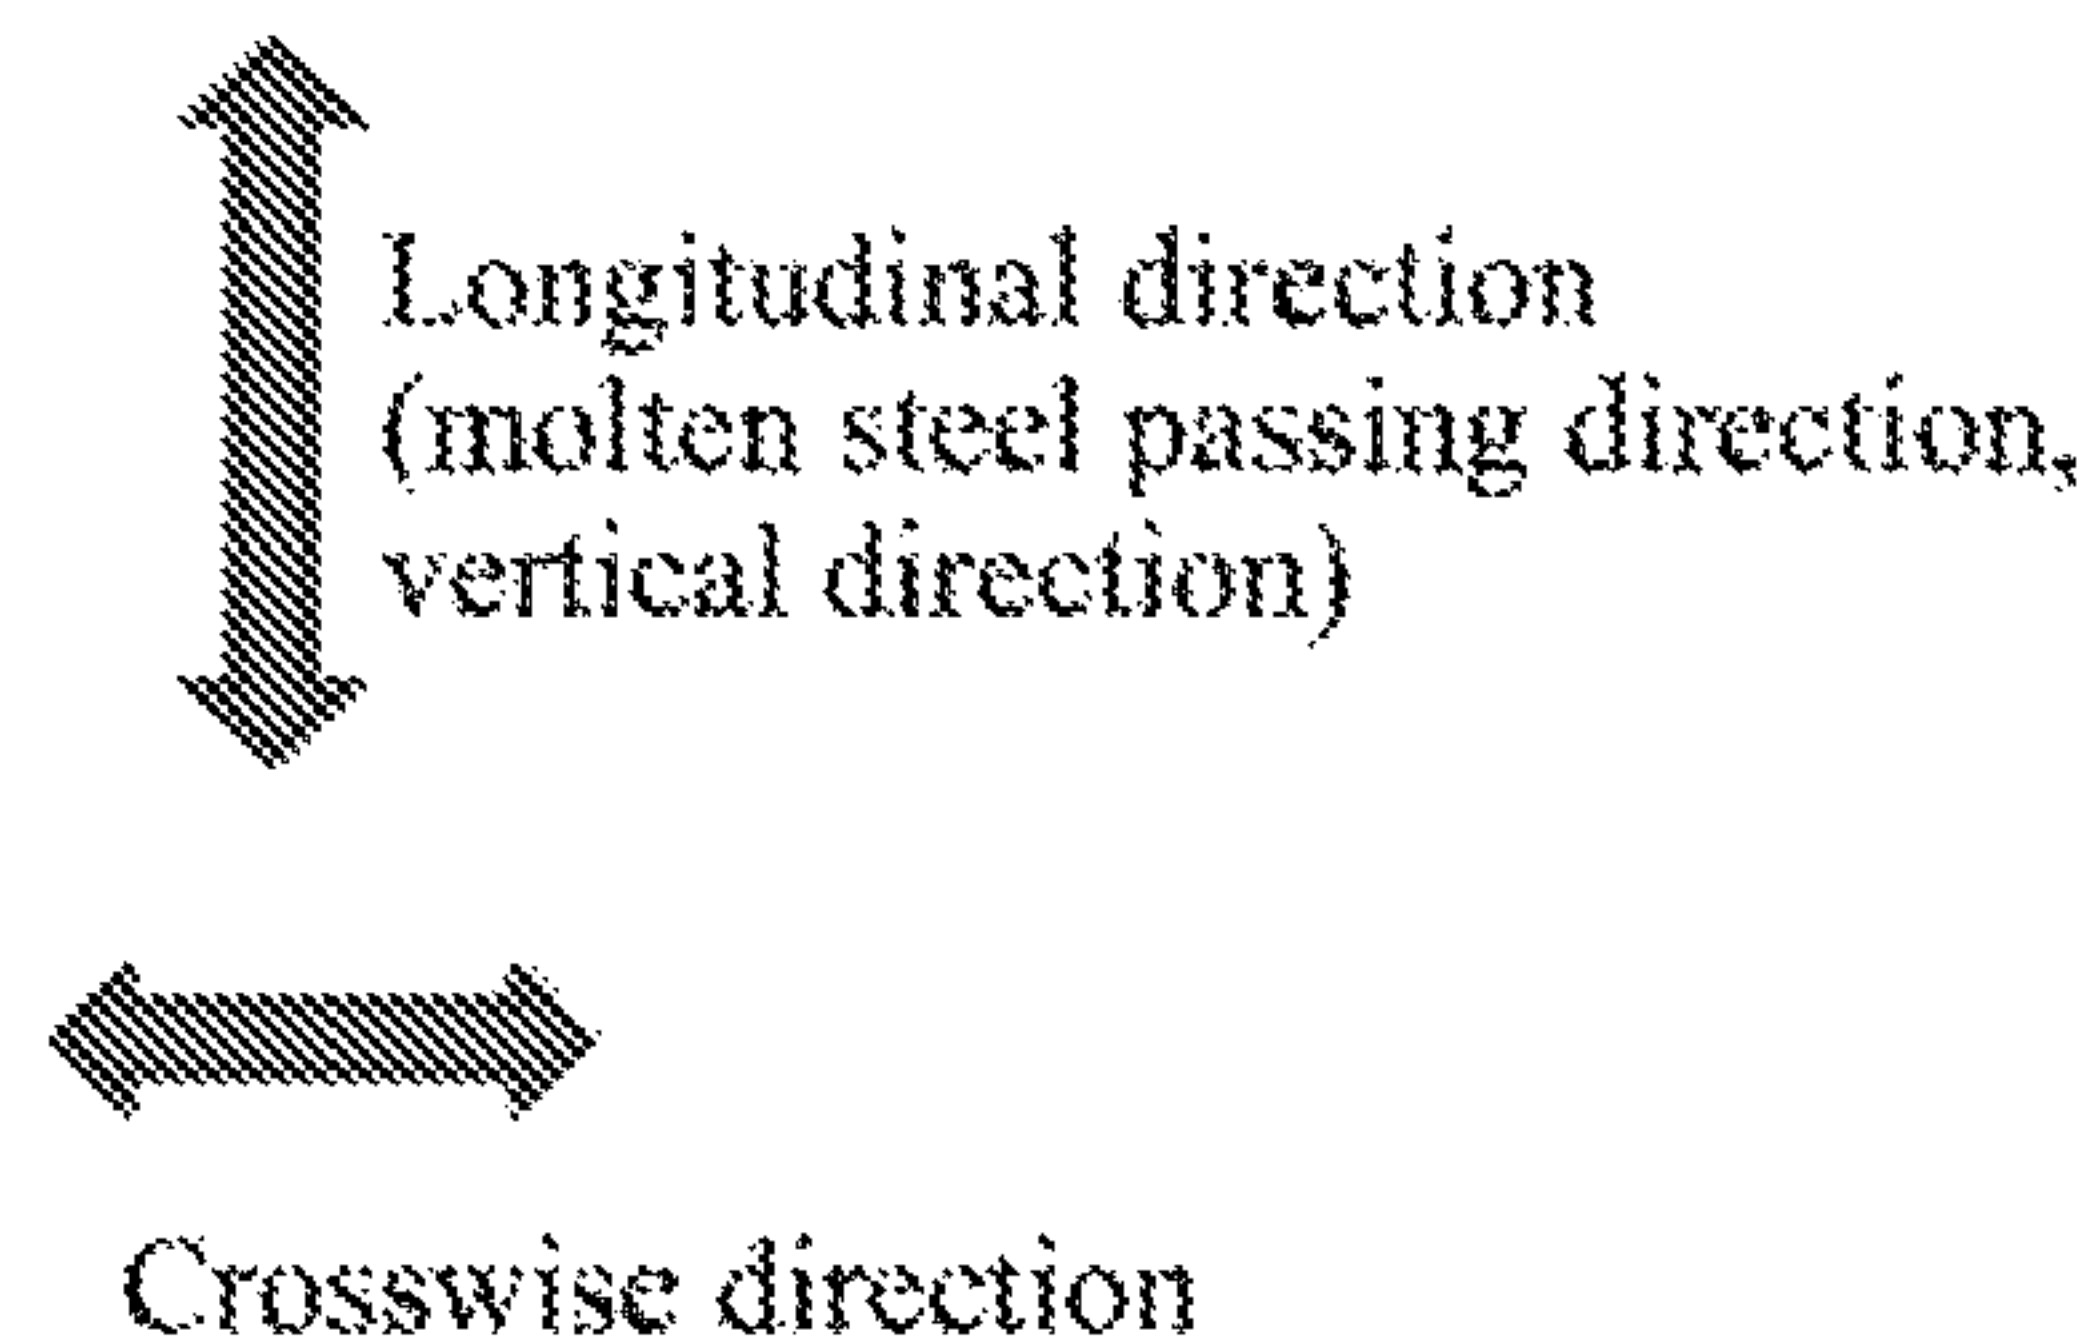 Longitudinal direction
(molten steel passing direction,
vertical direction)
Crosswise direction